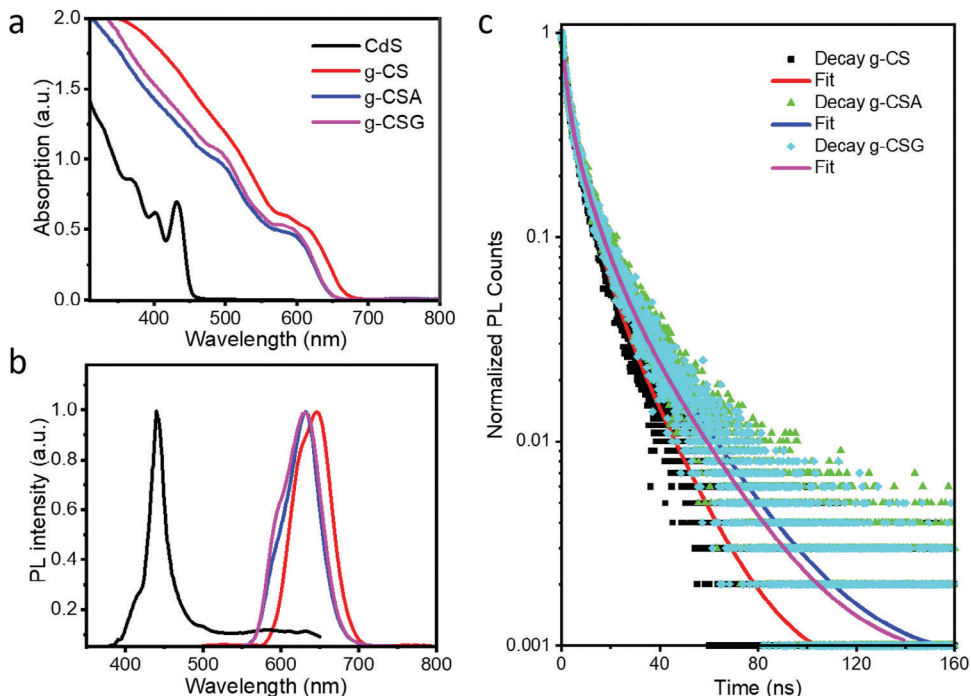 a
2.0
1.5
1.0
0.5
0.0
Absorption (a.u.)
CdS
g-CS
g-CSA
g-CSG
400 500 600 700 800
Wavelength (nm)
b
1.0
0.8
0.6
0.4
0.2
PL intensity (a.u.)
400 500 600 700 800
Wavelength (nm)
c
1
0.1
0.01
0.001
Normalized PL Counts
Decay g-CS
Fit
Decay g-CSA
Fit
Decay g-CSG
Fit
0 40 80 120 160
Time (ns)